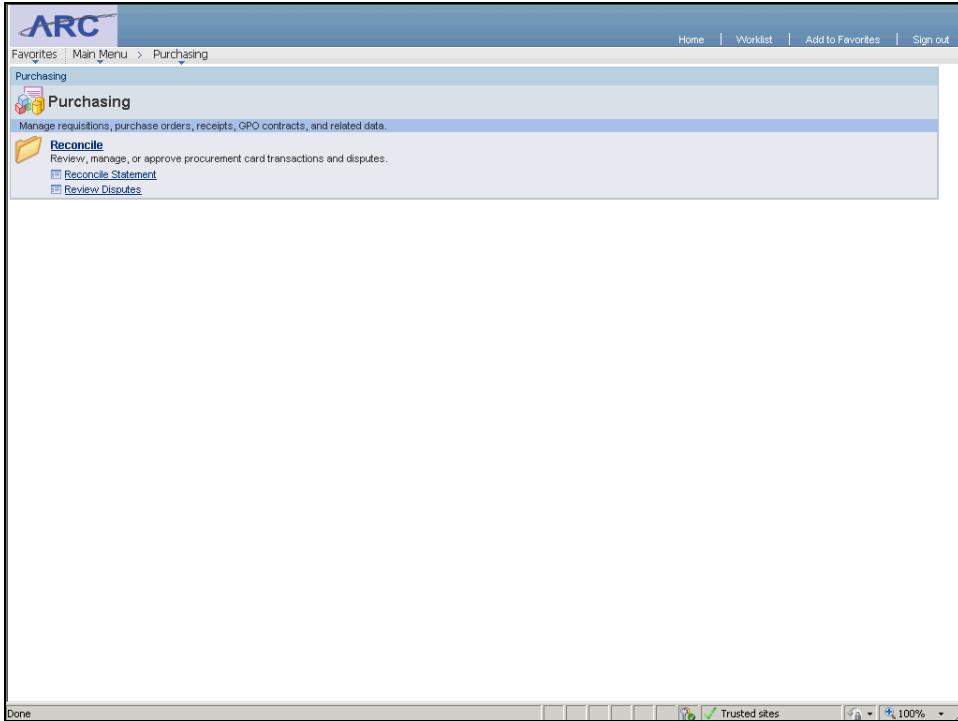 ARC
Home | Worklist | Add to Favorites | Sign out
Favorites Main Menu > Purchasing
Purchasing
Purchasing
Manage requisitions, purchase orders, receipts, GPO contracts, and related data.
Reconcile
Review, manage, or approve procurement card transactions and disputes.
Reconcile Statement
Review Disputes
Done Trusted sites 100%